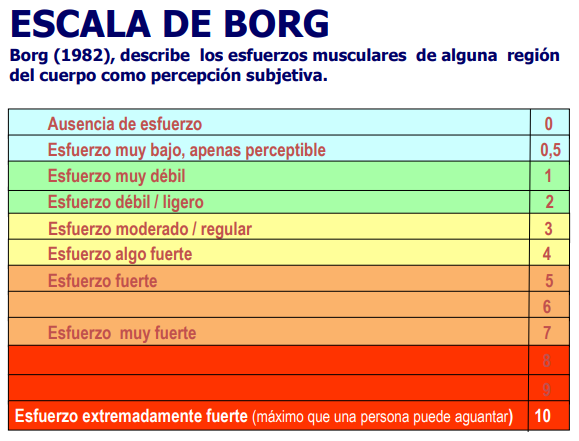 ESCALA DE BORG
Borg (1982), describe los esfuerzos musculares de alguna región
del cuerpo como percepción subjetiva.
Ausencia de esfuerzo 0
Esfuerzo muy bajo, apenas perceptible 0,5
Esfuerzo muy débil 1
Esfuerzo débil / ligero 2
Esfuerzo moderado / regular 3
Esfuerzo algo fuerte 4
Esfuerzo fuerte 5
6
Esfuerzo muy fuerte 7
8
9
Esfuerzo extremadamente fuerte (máximo que una persona puede aguantar) 10